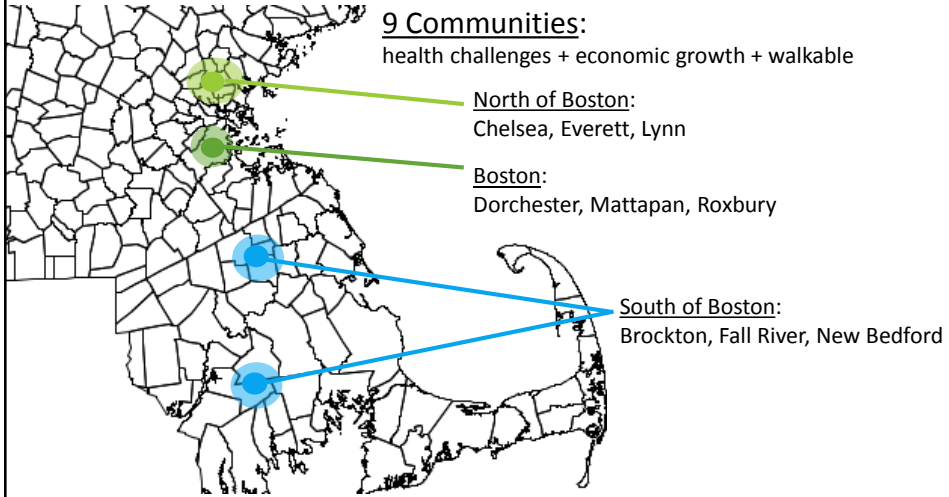 9 Communities:
health challenges + economic growth + walkable
North of Boston:
Chelsea, Everett, Lynn
Boston:
Dorchester, Mattapan, Roxbury
South of Boston:
Brockton, Fall River, New Bedford